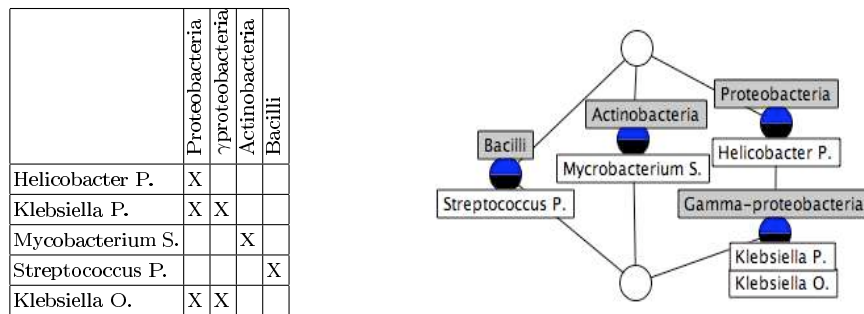 Proteobacteria
γproteobacteria
Actinobacteria
Bacilli
Helicobacter P. X
Klebsiella P. X X
Mycobacterium S. X
Streptococcus P. X
Klebsiella O. X X
Proteobacteria
Actinobacteria
Bacilli
Helicobacter P.
Mycrobacterium S.
Streptococcus P.
Gamma-proteobacteria
Klebsiella P.
Klebsiella O.